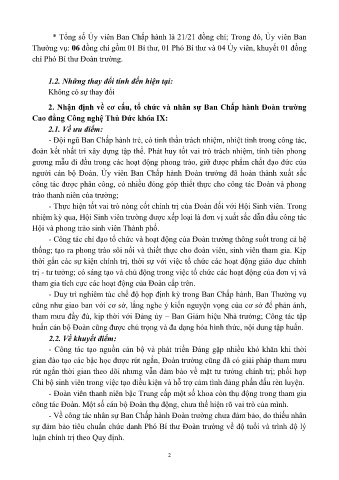 * Tổng số Ủy viên Ban Chấp hành là 21/21 đồng chí; Trong đó, Ủy viên Ban
Thường vụ: 06 đồng chí gồm 01 Bí thư, 01 Phó Bí thư và 04 Ủy viên, khuyết 01 đồng
chí Phó Bí thư Đoàn trường.
1.2. Những thay đổi tính đến hiện tại:
Không có sự thay đổi
2. Nhận định về cơ cấu, tổ chức và nhân sự Ban Chấp hành Đoàn trường
Cao đẳng Công nghệ Thủ Đức khóa IX:
2.1. Về ưu điểm:
- Đội ngũ Ban Chấp hành trẻ, có tinh thần trách nhiệm, nhiệt tình trong công tác,
đoàn kết nhất trí xây dựng tập thể. Phát huy tốt vai trò trách nhiệm, tính tiên phong
gương mẫu đi đầu trong các hoạt động phong trào, giữ được phẩm chất đạo đức của
người cán bộ Đoàn. Ủy viên Ban Chấp hành Đoàn trường đã hoàn thành xuất sắc
công tác được phân công, có nhiều đóng góp thiết thực cho công tác Đoàn và phong
trào thanh niên của trường;
- Thực hiện tốt vai trò nòng cốt chính trị của Đoàn đối với Hội Sinh viên. Trong
nhiệm kỳ qua, Hội Sinh viên trường được xếp loại là đơn vị xuất sắc dẫn đầu công tác
Hội và phong trào sinh viên Thành phố.
- Công tác chỉ đạo tổ chức và hoạt động của Đoàn trường thông suốt trong cả hệ
thống; tạo ra phong trào sôi nổi và thiết thực cho đoàn viên, sinh viên tham gia. Kịp
thời gắn các sự kiện chính trị, thời sự với việc tổ chức các hoạt động giáo dục chính
trị - tư tưởng; có sáng tạo và chủ động trong việc tổ chức các hoạt động của đơn vị và
tham gia tích cực các hoạt động của Đoàn cấp trên.
- Duy trì nghiêm túc chế độ họp định kỳ trong Ban Chấp hành, Ban Thường vụ
cũng như giao ban với cơ sở, lắng nghe ý kiến nguyện vọng của cơ sở để phản ánh,
tham mưu đầy đủ, kịp thời với Đảng ủy – Ban Giám hiệu Nhà trường; Công tác tập
huấn cán bộ Đoàn cũng được chú trọng và đa dạng hóa hình thức, nội dung tập huấn.
2.2. Về khuyết điểm:
- Công tác tạo nguồn cán bộ và phát triển Đảng gặp nhiều khó khăn khi thời
gian đào tạo các bậc học được rút ngắn, Đoàn trường cũng đã có giải pháp tham mưu
rút ngắn thời gian theo dõi nhưng vẫn đảm bảo về mặt tư tưởng chính trị; phối hợp
Chi bộ sinh viên trong việc tạo điều kiện và hỗ trợ cảm tình đảng phấn đấu rèn luyện.
- Đoàn viên thanh niên bậc Trung cấp một số khoa còn thụ động trong tham gia
công tác Đoàn. Một số cán bộ Đoàn thụ động, chưa thể hiện rõ vai trò của mình.
- Về công tác nhân sự Ban Chấp hành Đoàn trường chưa đảm bảo, do thiếu nhân
sự đảm bảo tiêu chuẩn chức danh Phó Bí thư Đoàn trường về độ tuổi và trình độ lý
luận chính trị theo Quy định.
2